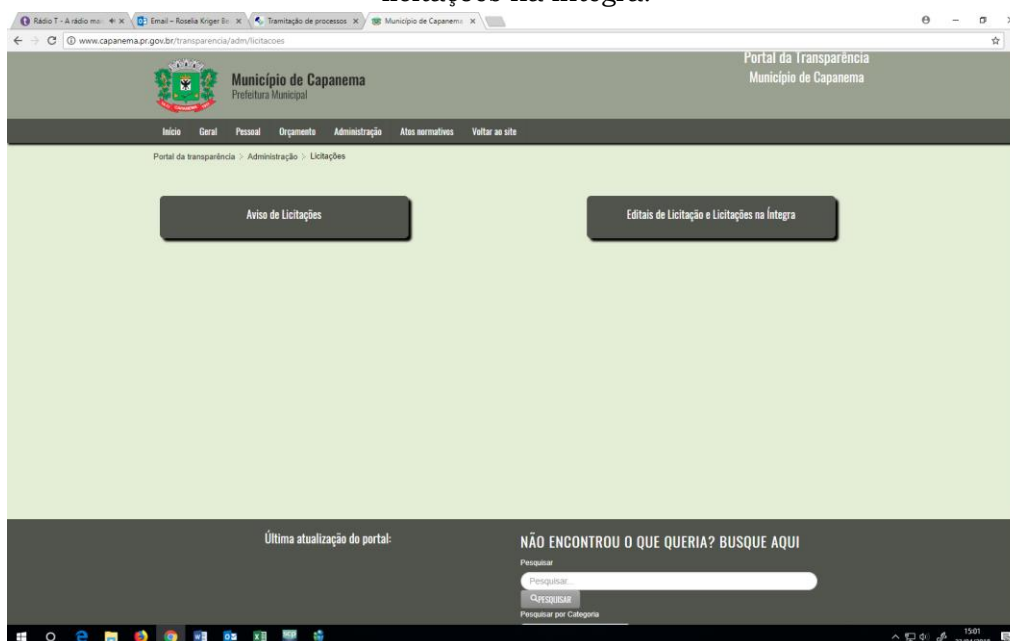 licitações na íntegra.
Rádio T - A rádio ma
Email – Roselia Kriger Be
Tramitação de processos
Município de Capanema
www.capanema.pr.gov.br/transparencia/adm/licitacoes
Município de Capanema
Prefeitura Municipal
Portal da Transparência
Município de Capanema
Início Geral Pessoal Orçamento Administração Atos normativos Voltar ao site
Portal da transparência > Administração > Licitações
Aviso de Licitações
Editais de Licitação e Licitações na Íntegra
Última atualização do portal:
NÃO ENCONTROU O QUE QUERIA? BUSQUE AQUI
Pesquisar
Pesquisar...
PESQUISAR
Pesquisar por Categoria
15:01